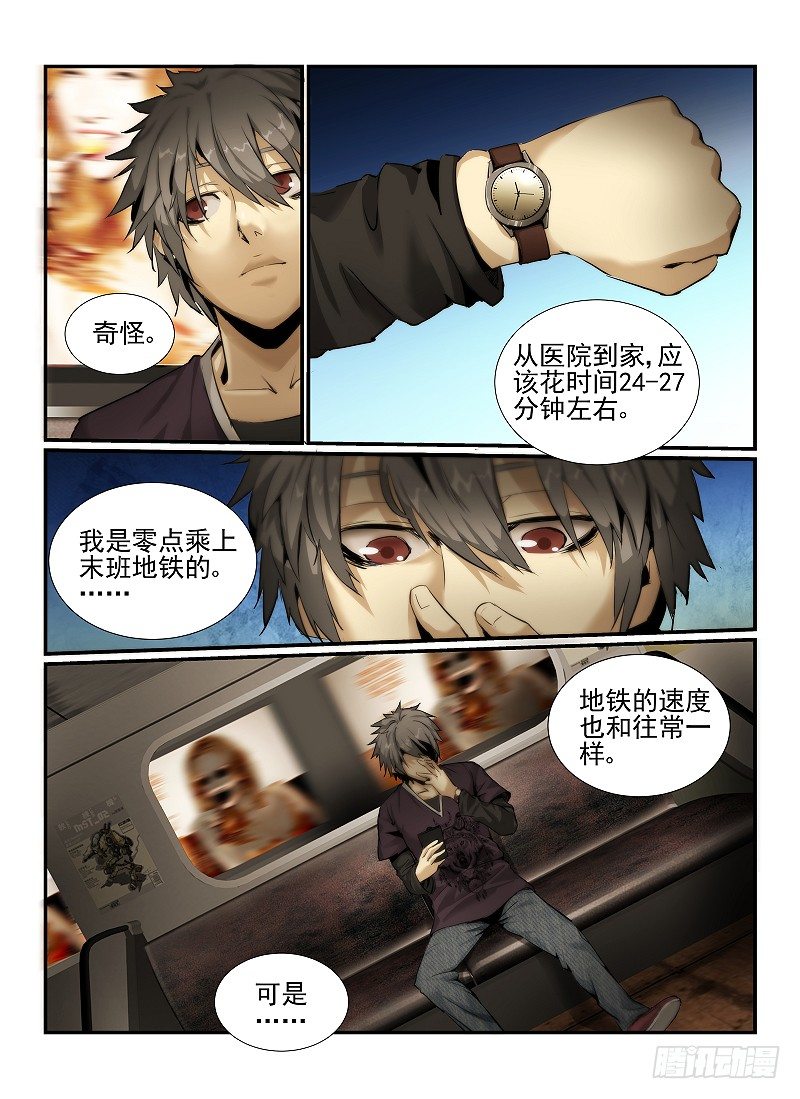 奇怪。
从医院到家，应
该花时间24-27
分钟左右。
我是零点乘上
末班地铁的。
……
地铁的速度
也和往常一
样。
可是
……
腾讯动漫